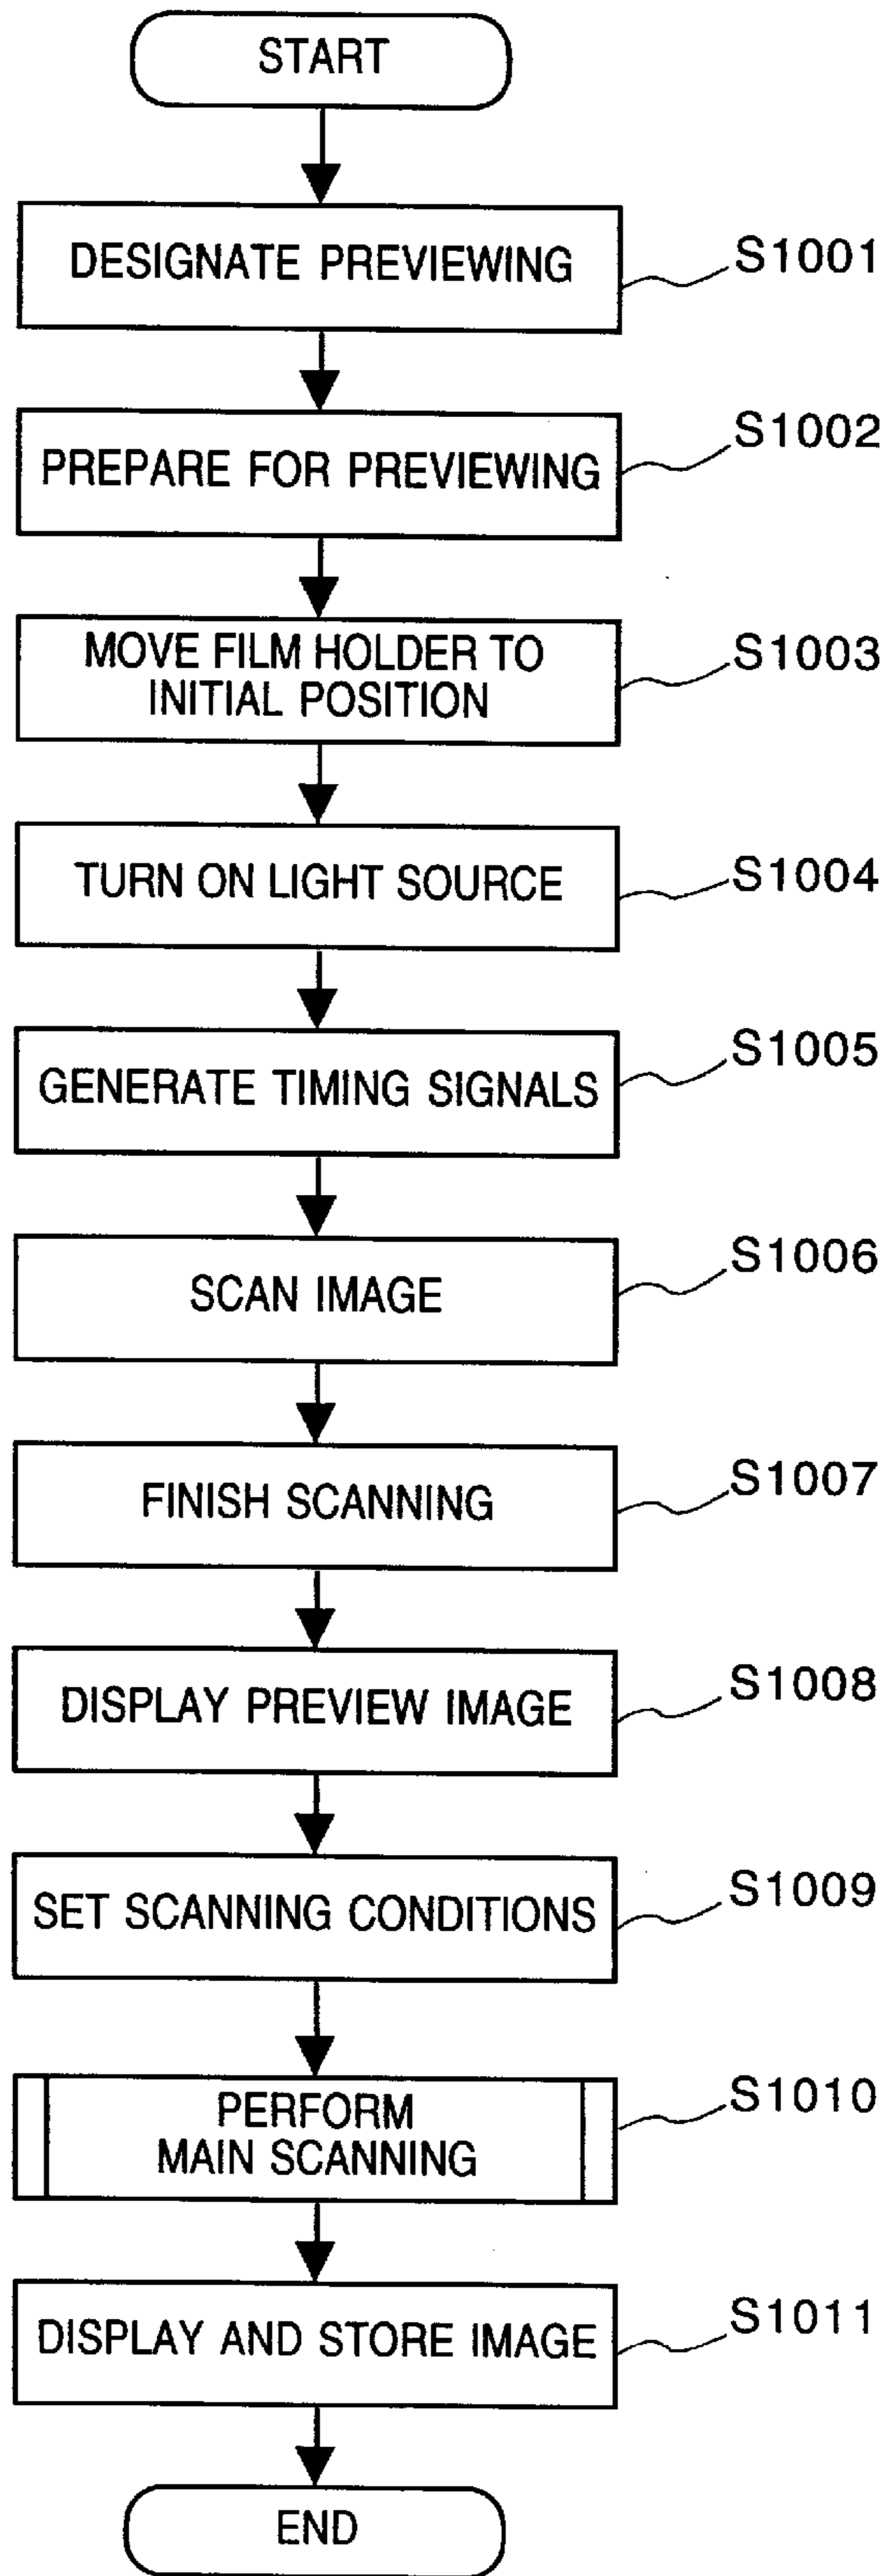 START
DESIGNATE PREVIEWING
S1001
PREPARE FOR PREVIEWING
S1002
MOVE FILM HOLDER TO
INITIAL POSITION
S1003
TURN ON LIGHT SOURCE
S1004
GENERATE TIMING SIGNALS
S1005
SCAN IMAGE
S1006
FINISH SCANNING
S1007
DISPLAY PREVIEW IMAGE
S1008
SET SCANNING CONDITIONS
S1009
PERFORM
MAIN SCANNING
S1010
DISPLAY AND STORE IMAGE
S1011
END